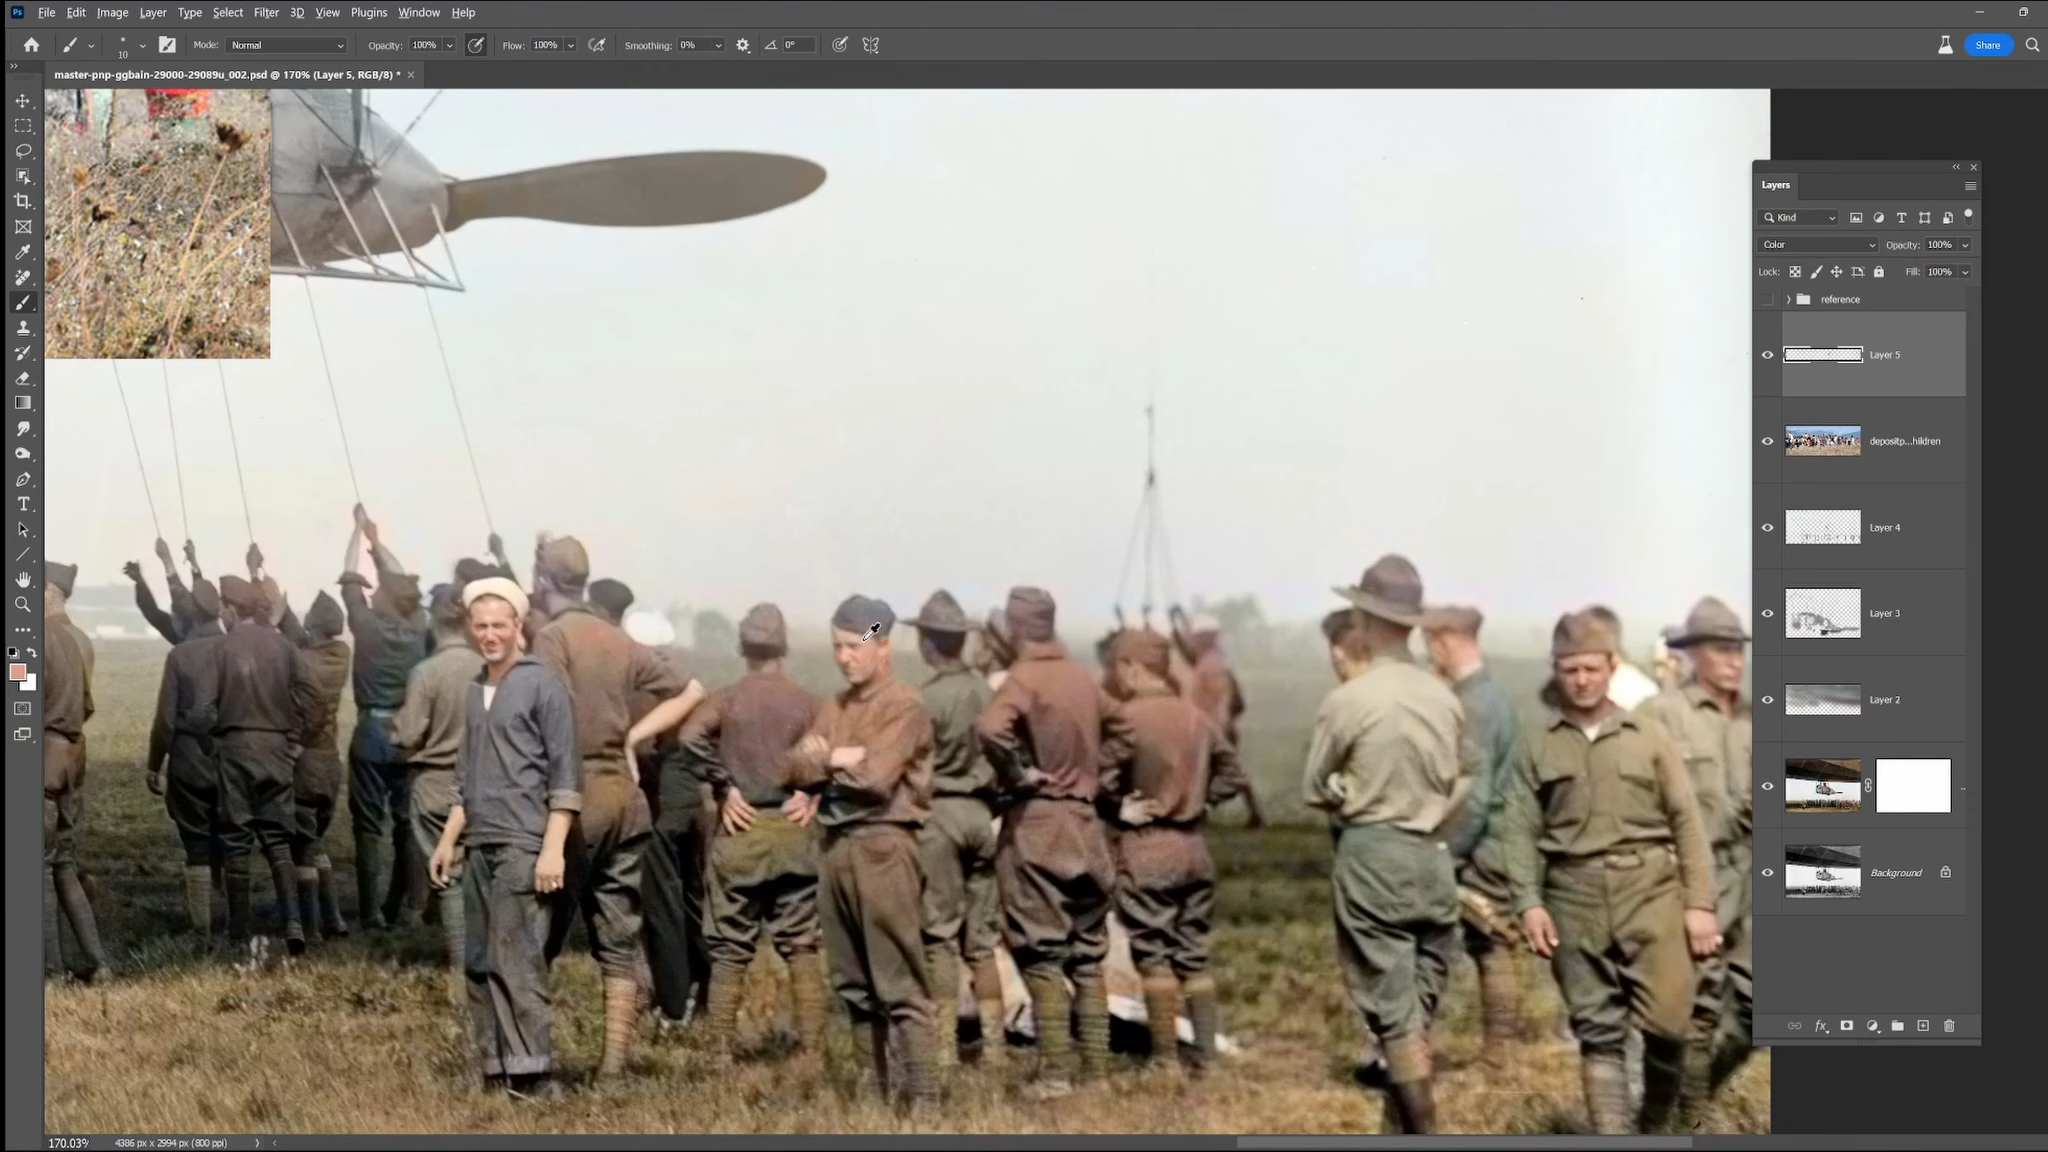 Ps File Edit Image Layer Type Select Filter 3D View Plugins Window Help
10 Mode: Normal Opacity: 100% Flow: 100% Smoothing: 0% 0° Share
master-pnp-ggbain-29000-29089u_002.psd @ 170% (Layer 5, RGB/8) *
Layers
Kind
Color Opacity: 100%
Lock: Fill: 100%
reference
Layer 5
depositp...hildren
Layer 4
Layer 3
Layer 2
Background
fx
170.03% 4386 px x 2994 px (800 ppi)